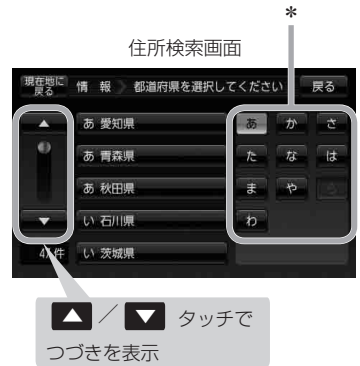 *
住所検索画面
現在地に戻る 情 報 都道府県を選択してください 戻る
▲ あ 愛知県 あ か さ
あ 青森県 た な は
あ 秋田県 ま や
▼ い 石川県 わ
47件 い 茨城県
▲ / ▼ タッチで
つづきを表示